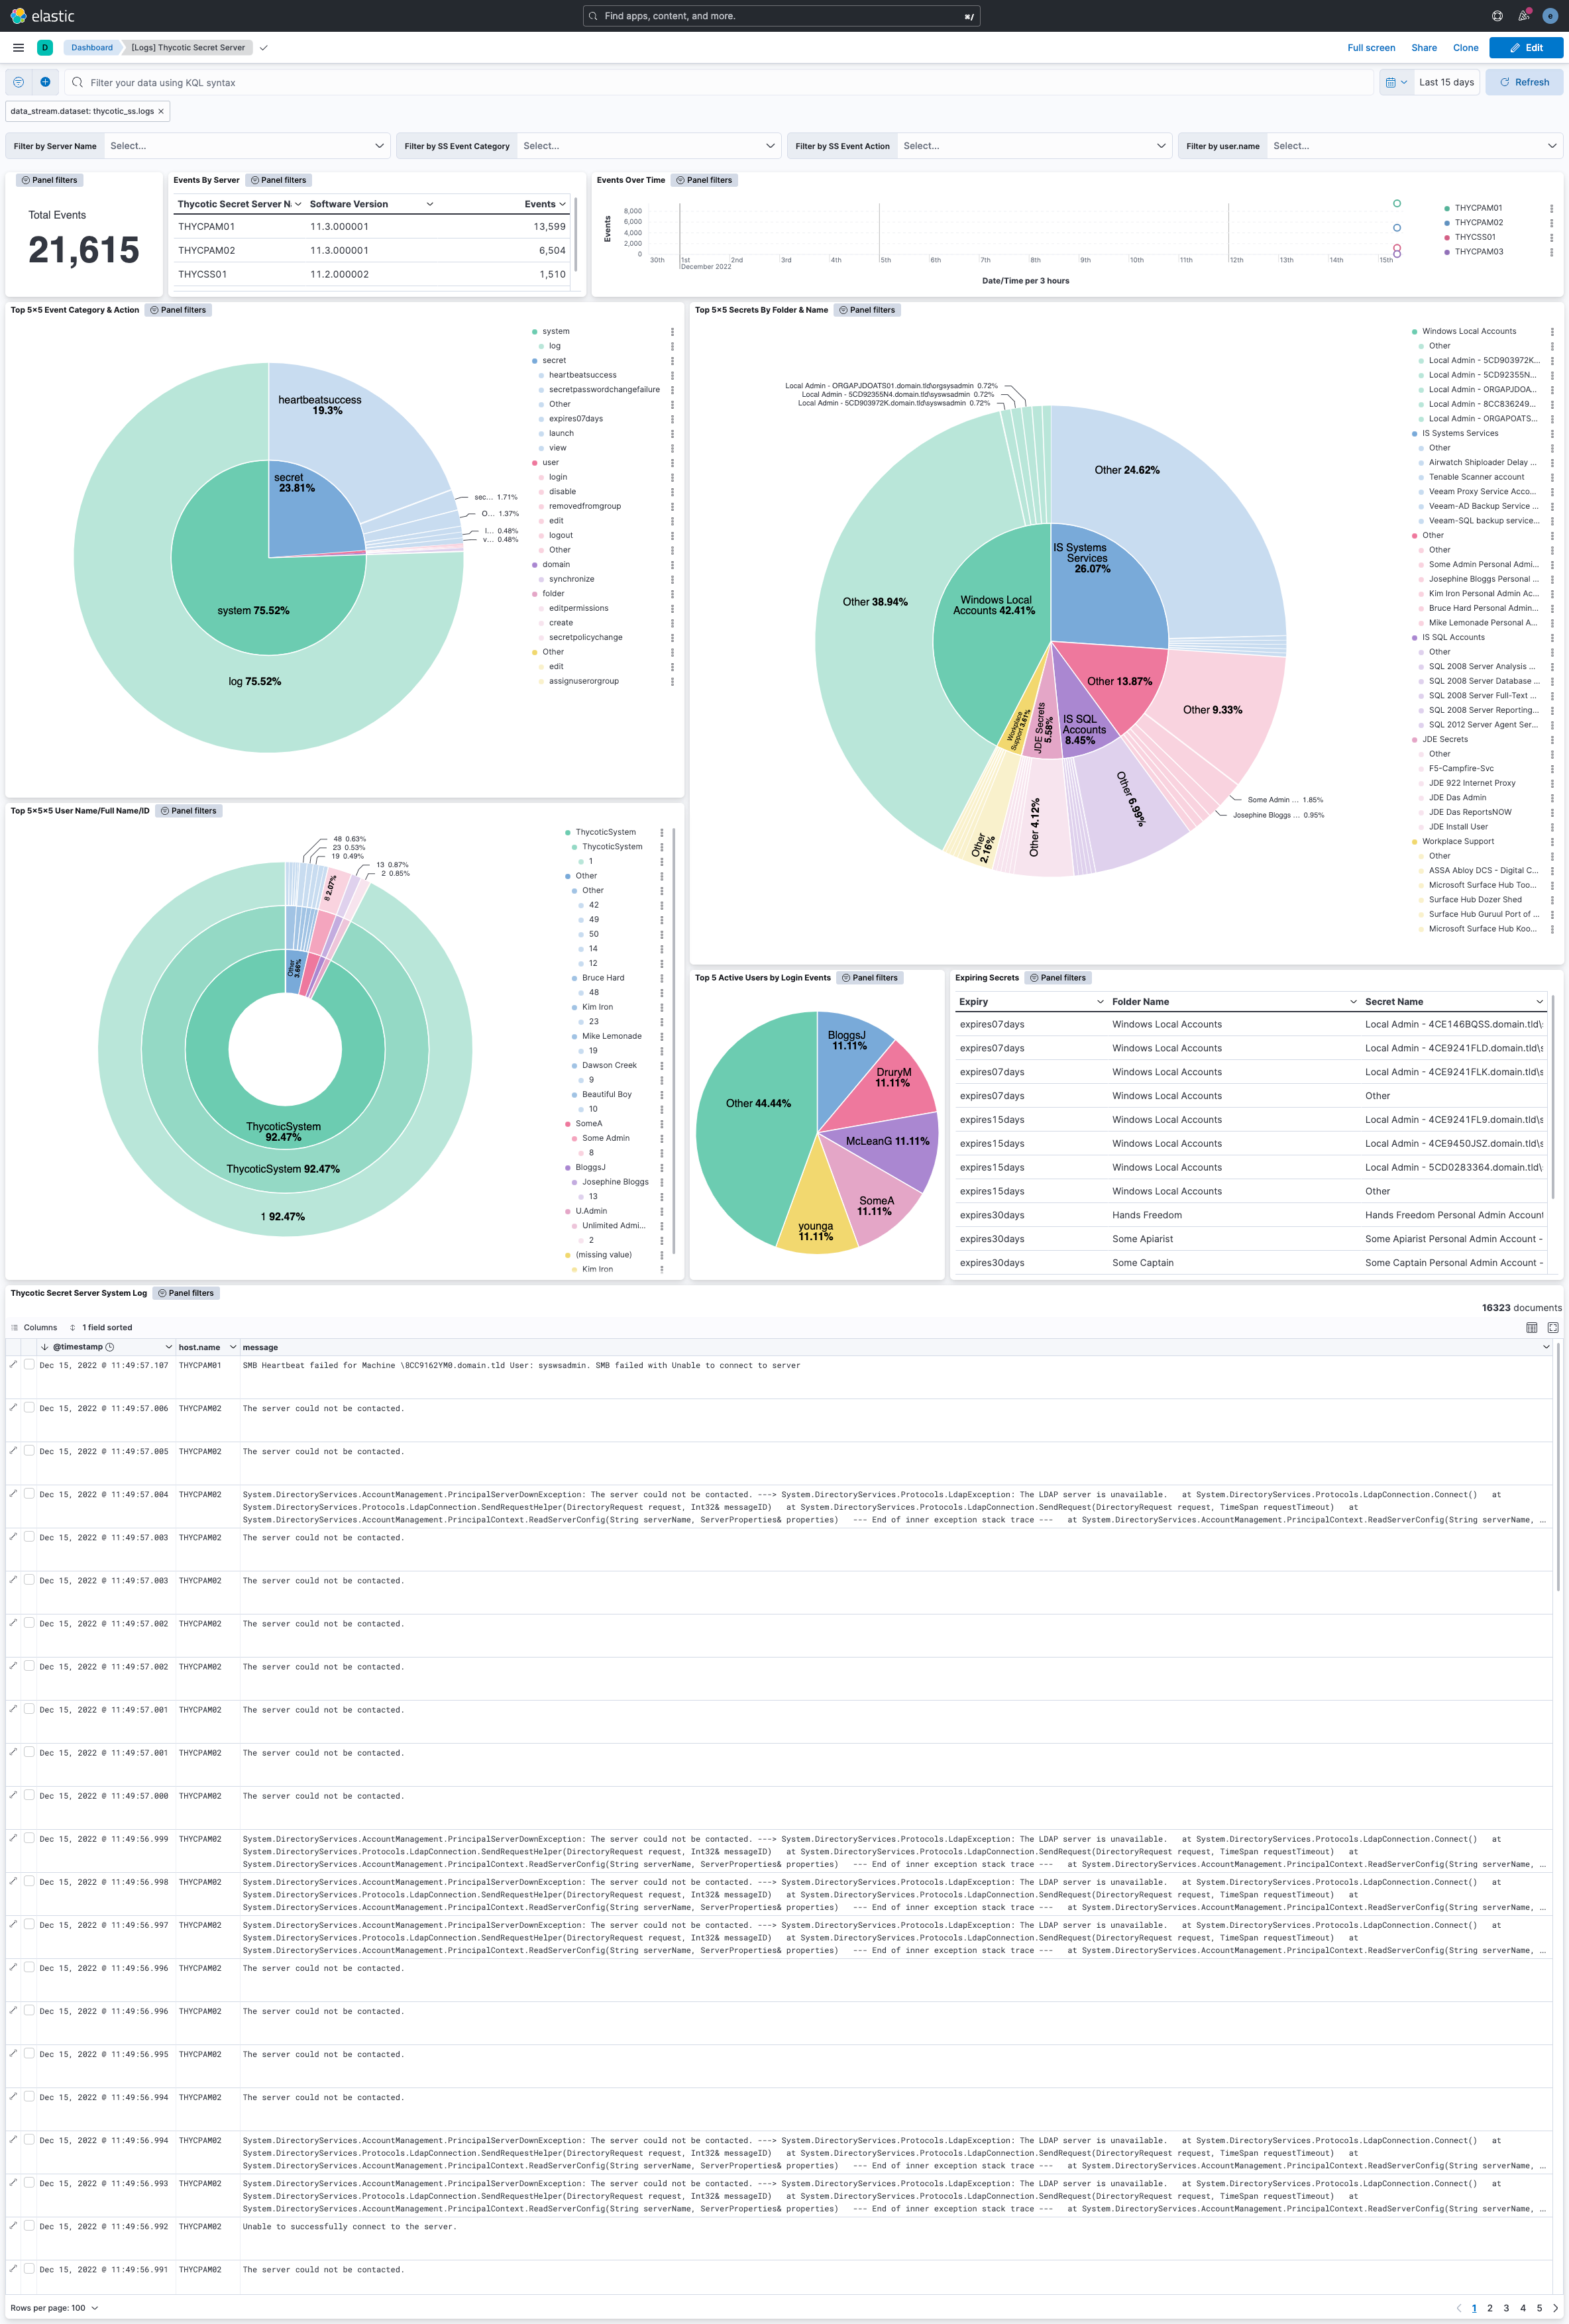 elastic
Find apps, content, and more.
⌘/
e
D
Dashboard
[Logs] Thycotic Secret Server
Full screen
Share
Clone
Edit
Filter your data using KQL syntax
Last 15 days
Refresh
data_stream.dataset: thycotic_ss.logs ×
Filter by Server Name
Select...
Filter by SS Event Category
Select...
Filter by SS Event Action
Select...
Filter by user.name
Select...
Panel filters
Total Events
21,615
Events By Server
Panel filters
Thycotic Secret Server N
Software Version
Events
THYCPAM01 11.3.000001 13,599
THYCPAM02 11.3.000001 6,504
THYCSS01 11.2.000002 1,510
Events Over Time
Panel filters
Events
8,000
6,000
4,000
2,000
0
30th 1st 2nd 3rd 4th 5th 6th 7th 8th 9th 10th 11th 12th 13th 14th 15th
December 2022
Date/Time per 3 hours
THYCPAM01
THYCPAM02
THYCSS01
THYCPAM03
Top 5x5 Event Category & Action
Panel filters
heartbeatsuccess
19.3%
secret
23.81%
sec... 1.71%
O... 1.37%
l... 0.48%
v... 0.48%
system 75.52%
log 75.52%
system
log
secret
heartbeatsuccess
secretpasswordchangefailure
Other
expires07days
launch
view
user
login
disable
removedfromgroup
edit
logout
Other
domain
synchronize
folder
editpermissions
create
secretpolicychange
Other
edit
assignuserorgroup
Top 5x5 Secrets By Folder & Name
Panel filters
Local Admin - ORGAPJDOATS01.domain.tld\orgsysadmin 0.72%
Local Admin - 5CD92355N4.domain.tld\syswsadmin 0.72%
Local Admin - 5CD903972K.domain.tld\syswsadmin 0.72%
Other 24.62%
IS Systems
Services
26.07%
Other 38.94%
Windows Local
Accounts 42.41%
Other 13.87%
Other 9.33%
IS SQL
Accounts
8.45%
JDE Secrets
5.58%
Workplace
Support 3.61%
Other 6.99%
Other 4.12%
Other
2.16%
Some Admin ... 1.85%
Josephine Bloggs ... 0.95%
Windows Local Accounts
Other
Local Admin - 5CD903972K...
Local Admin - 5CD92355N...
Local Admin - ORGAPJDOA...
Local Admin - 8CC836249...
Local Admin - ORGAPOATS...
IS Systems Services
Other
Airwatch Shiploader Delay ...
Tenable Scanner account
Veeam Proxy Service Acco...
Veeam-AD Backup Service ...
Veeam-SQL backup service...
Other
Other
Some Admin Personal Admi...
Josephine Bloggs Personal ...
Kim Iron Personal Admin Ac...
Bruce Hard Personal Admin...
Mike Lemonade Personal A...
IS SQL Accounts
Other
SQL 2008 Server Analysis ...
SQL 2008 Server Database ...
SQL 2008 Server Full-Text ...
SQL 2008 Server Reporting...
SQL 2012 Server Agent Ser...
JDE Secrets
Other
F5-Campfire-Svc
JDE 922 Internet Proxy
JDE Das Admin
JDE Das ReportsNOW
JDE Install User
Workplace Support
Other
ASSA Abloy DCS - Digital C...
Microsoft Surface Hub Too...
Surface Hub Dozer Shed
Surface Hub Guruul Port of ...
Microsoft Surface Hub Koo...
Top 5x5x5 User Name/Full Name/ID
Panel filters
48 0.63%
23 0.53%
19 0.49%
13 0.87%
2 0.85%
8 2.07%
Other
3.66%
ThycoticSystem
92.47%
ThycoticSystem 92.47%
1 92.47%
ThycoticSystem
ThycoticSystem
1
Other
Other
42
49
50
14
12
Bruce Hard
48
Kim Iron
23
Mike Lemonade
19
Dawson Creek
9
Beautiful Boy
10
SomeA
Some Admin
8
BloggsJ
Josephine Bloggs
13
U.Admin
Unlimited Admi...
2
(missing value)
Kim Iron
Top 5 Active Users by Login Events
Panel filters
BloggsJ
11.11%
DruryM
11.11%
Other 44.44%
McLeanG 11.11%
SomeA
11.11%
younga
11.11%
Expiring Secrets
Panel filters
Expiry Folder Name Secret Name
expires07days Windows Local Accounts Local Admin - 4CE146BQSS.domain.tld\
expires07days Windows Local Accounts Local Admin - 4CE9241FLD.domain.tld\
expires07days Windows Local Accounts Local Admin - 4CE9241FLK.domain.tld\
expires07days Windows Local Accounts Other
expires15days Windows Local Accounts Local Admin - 4CE9241FL9.domain.tld\
expires15days Windows Local Accounts Local Admin - 4CE9450JSZ.domain.tld\
expires15days Windows Local Accounts Local Admin - 5CD0283364.domain.tld\
expires15days Windows Local Accounts Other
expires30days Hands Freedom Hands Freedom Personal Admin Account
expires30days Some Apiarist Some Apiarist Personal Admin Account -
expires30days Some Captain Some Captain Personal Admin Account -
Thycotic Secret Server System Log
Panel filters
16323 documents
Columns
1 field sorted
@timestamp host.name message
Dec 15, 2022 @ 11:49:57.107 THYCPAM01 SMB Heartbeat failed for Machine \8CC9162YM0.domain.tld User: syswsadmin. SMB failed with Unable to connect to server
Dec 15, 2022 @ 11:49:57.006 THYCPAM02 The server could not be contacted.
Dec 15, 2022 @ 11:49:57.005 THYCPAM02 The server could not be contacted.
Dec 15, 2022 @ 11:49:57.004 THYCPAM02 System.DirectoryServices.AccountManagement.PrincipalServerDownException: The server could not be contacted. ---> System.DirectoryServices.Protocols.LdapException: The LDAP server is unavailable. at System.DirectoryServices.Protocols.LdapConnection.Connect() at
System.DirectoryServices.Protocols.LdapConnection.SendRequestHelper(DirectoryRequest request, Int32& messageID) at System.DirectoryServices.Protocols.LdapConnection.SendRequest(DirectoryRequest request, TimeSpan requestTimeout) at
System.DirectoryServices.AccountManagement.PrincipalContext.ReadServerConfig(String serverName, ServerProperties& properties) --- End of inner exception stack trace --- at System.DirectoryServices.AccountManagement.PrincipalContext.ReadServerConfig(String serverName, ...
Dec 15, 2022 @ 11:49:57.003 THYCPAM02 The server could not be contacted.
Dec 15, 2022 @ 11:49:57.003 THYCPAM02 The server could not be contacted.
Dec 15, 2022 @ 11:49:57.002 THYCPAM02 The server could not be contacted.
Dec 15, 2022 @ 11:49:57.002 THYCPAM02 The server could not be contacted.
Dec 15, 2022 @ 11:49:57.001 THYCPAM02 The server could not be contacted.
Dec 15, 2022 @ 11:49:57.001 THYCPAM02 The server could not be contacted.
Dec 15, 2022 @ 11:49:57.000 THYCPAM02 The server could not be contacted.
Dec 15, 2022 @ 11:49:56.999 THYCPAM02 System.DirectoryServices.AccountManagement.PrincipalServerDownException: The server could not be contacted. ---> System.DirectoryServices.Protocols.LdapException: The LDAP server is unavailable. at System.DirectoryServices.Protocols.LdapConnection.Connect() at
System.DirectoryServices.Protocols.LdapConnection.SendRequestHelper(DirectoryRequest request, Int32& messageID) at System.DirectoryServices.Protocols.LdapConnection.SendRequest(DirectoryRequest request, TimeSpan requestTimeout) at
System.DirectoryServices.AccountManagement.PrincipalContext.ReadServerConfig(String serverName, ServerProperties& properties) --- End of inner exception stack trace --- at System.DirectoryServices.AccountManagement.PrincipalContext.ReadServerConfig(String serverName, ...
Dec 15, 2022 @ 11:49:56.998 THYCPAM02 System.DirectoryServices.AccountManagement.PrincipalServerDownException: The server could not be contacted. ---> System.DirectoryServices.Protocols.LdapException: The LDAP server is unavailable. at System.DirectoryServices.Protocols.LdapConnection.Connect() at
System.DirectoryServices.Protocols.LdapConnection.SendRequestHelper(DirectoryRequest request, Int32& messageID) at System.DirectoryServices.Protocols.LdapConnection.SendRequest(DirectoryRequest request, TimeSpan requestTimeout) at
System.DirectoryServices.AccountManagement.PrincipalContext.ReadServerConfig(String serverName, ServerProperties& properties) --- End of inner exception stack trace --- at System.DirectoryServices.AccountManagement.PrincipalContext.ReadServerConfig(String serverName, ...
Dec 15, 2022 @ 11:49:56.997 THYCPAM02 System.DirectoryServices.AccountManagement.PrincipalServerDownException: The server could not be contacted. ---> System.DirectoryServices.Protocols.LdapException: The LDAP server is unavailable. at System.DirectoryServices.Protocols.LdapConnection.Connect() at
System.DirectoryServices.Protocols.LdapConnection.SendRequestHelper(DirectoryRequest request, Int32& messageID) at System.DirectoryServices.Protocols.LdapConnection.SendRequest(DirectoryRequest request, TimeSpan requestTimeout) at
System.DirectoryServices.AccountManagement.PrincipalContext.ReadServerConfig(String serverName, ServerProperties& properties) --- End of inner exception stack trace --- at System.DirectoryServices.AccountManagement.PrincipalContext.ReadServerConfig(String serverName, ...
Dec 15, 2022 @ 11:49:56.996 THYCPAM02 The server could not be contacted.
Dec 15, 2022 @ 11:49:56.996 THYCPAM02 The server could not be contacted.
Dec 15, 2022 @ 11:49:56.995 THYCPAM02 The server could not be contacted.
Dec 15, 2022 @ 11:49:56.994 THYCPAM02 The server could not be contacted.
Dec 15, 2022 @ 11:49:56.994 THYCPAM02 System.DirectoryServices.AccountManagement.PrincipalServerDownException: The server could not be contacted. ---> System.DirectoryServices.Protocols.LdapException: The LDAP server is unavailable. at System.DirectoryServices.Protocols.LdapConnection.Connect() at
System.DirectoryServices.Protocols.LdapConnection.SendRequestHelper(DirectoryRequest request, Int32& messageID) at System.DirectoryServices.Protocols.LdapConnection.SendRequest(DirectoryRequest request, TimeSpan requestTimeout) at
System.DirectoryServices.AccountManagement.PrincipalContext.ReadServerConfig(String serverName, ServerProperties& properties) --- End of inner exception stack trace --- at System.DirectoryServices.AccountManagement.PrincipalContext.ReadServerConfig(String serverName, ...
Dec 15, 2022 @ 11:49:56.993 THYCPAM02 System.DirectoryServices.AccountManagement.PrincipalServerDownException: The server could not be contacted. ---> System.DirectoryServices.Protocols.LdapException: The LDAP server is unavailable. at System.DirectoryServices.Protocols.LdapConnection.Connect() at
System.DirectoryServices.Protocols.LdapConnection.SendRequestHelper(DirectoryRequest request, Int32& messageID) at System.DirectoryServices.Protocols.LdapConnection.SendRequest(DirectoryRequest request, TimeSpan requestTimeout) at
System.DirectoryServices.AccountManagement.PrincipalContext.ReadServerConfig(String serverName, ServerProperties& properties) --- End of inner exception stack trace --- at System.DirectoryServices.AccountManagement.PrincipalContext.ReadServerConfig(String serverName, ...
Dec 15, 2022 @ 11:49:56.992 THYCPAM02 Unable to successfully connect to the server.
Dec 15, 2022 @ 11:49:56.991 THYCPAM02 The server could not be contacted.
Rows per page: 100
1 2 3 4 5